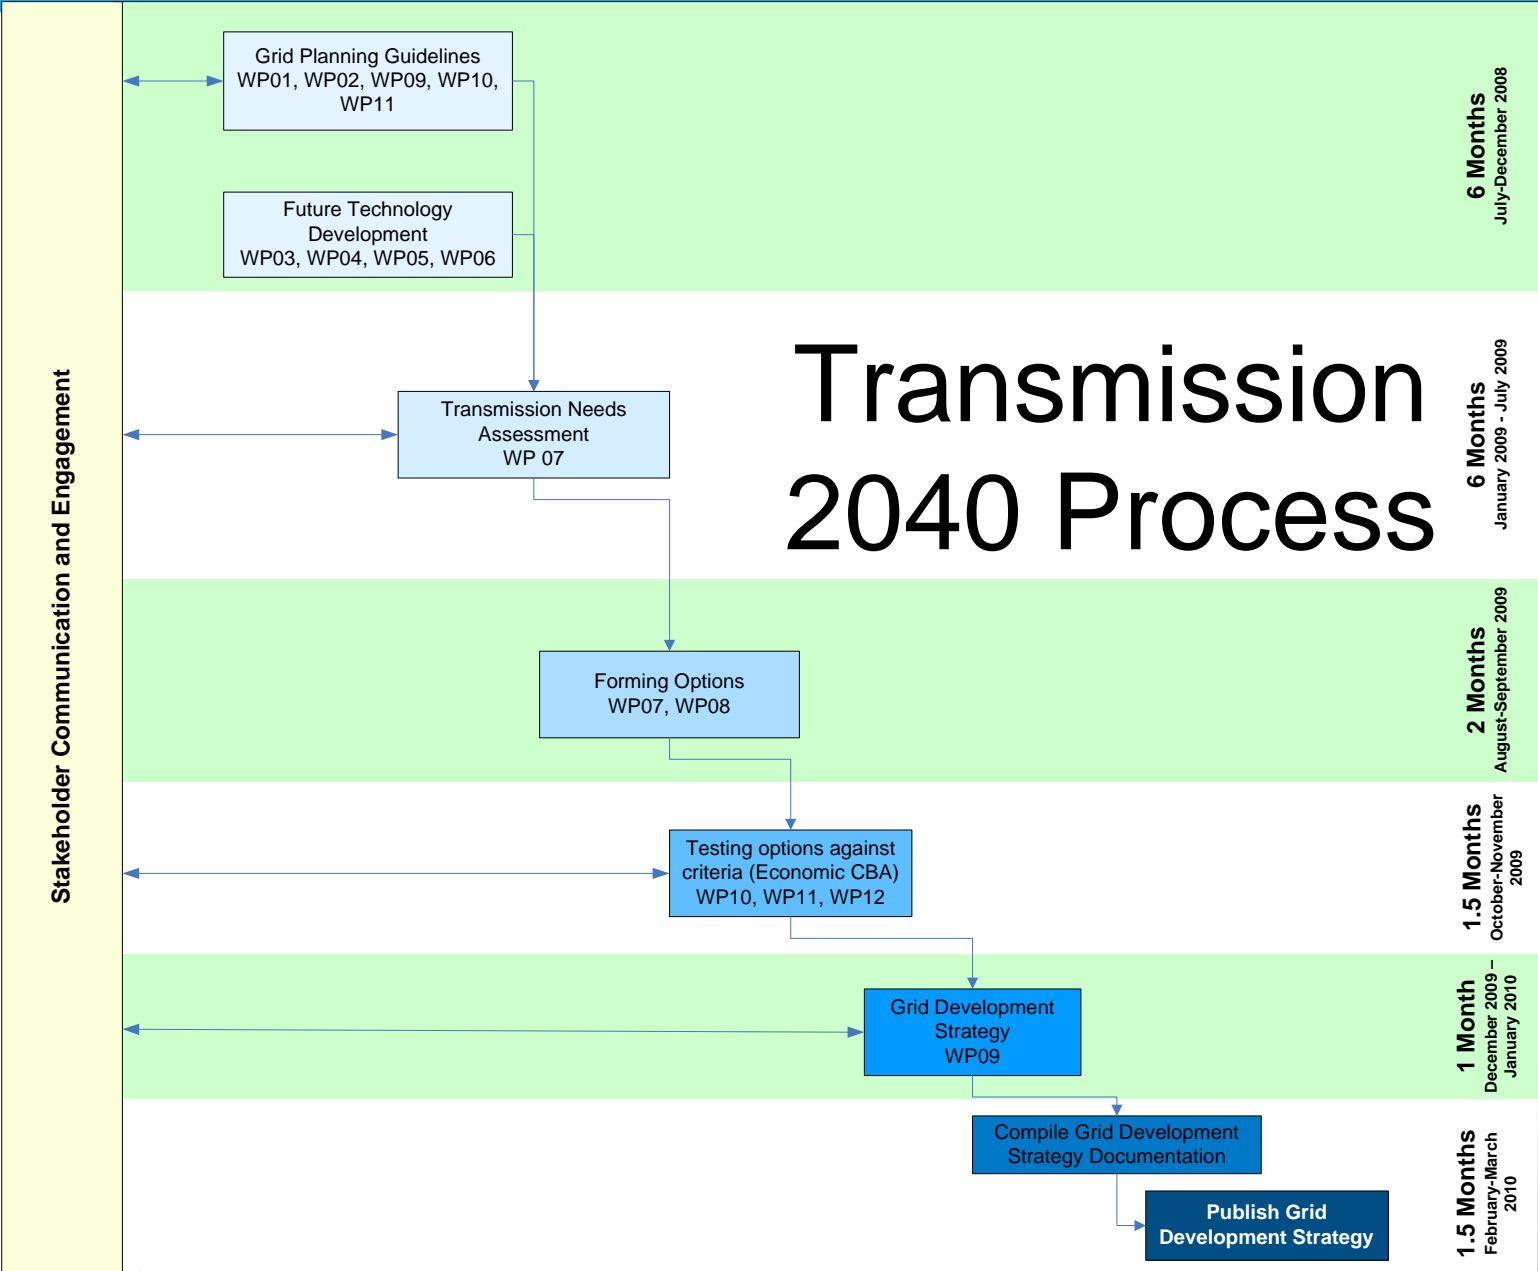 Stakeholder Communication and Engagement
Grid Planning Guidelines
WP01, WP02, WP09, WP10,
WP11
Future Technology
Development
WP03, WP04, WP05, WP06
6 Months
July-December 2008
Transmission
2040 Process
Transmission Needs
Assessment
WP 07
6 Months
January 2009 - July 2009
Forming Options
WP07, WP08
2 Months
August-September 2009
Testing options against
criteria (Economic CBA)
WP10, WP11, WP12
1.5 Months
October-November
2009
Grid Development
Strategy
WP09
1 Month
December 2009 –
January 2010
Compile Grid Development
Strategy Documentation
Publish Grid
Development Strategy
1.5 Months
February-March
2010